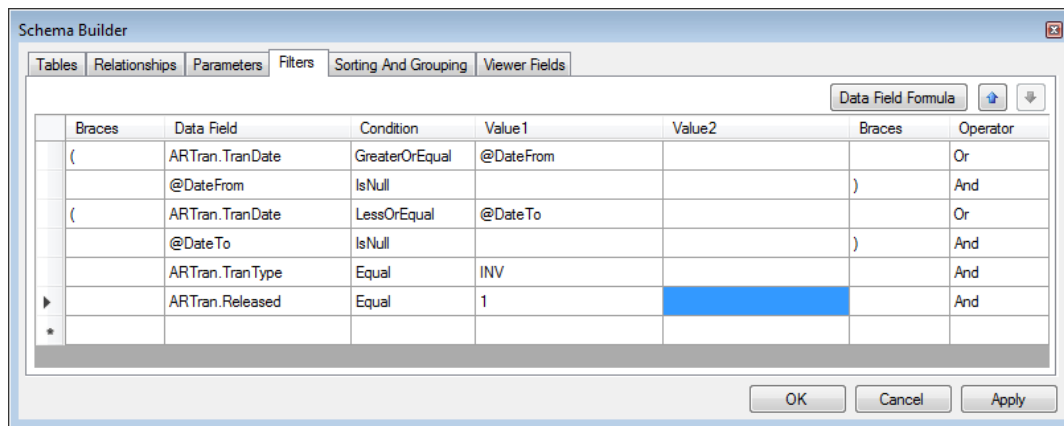 Schema Builder
Tables Relationships Parameters Filters Sorting And Grouping Viewer Fields
Data Field Formula
Braces Data Field Condition Value1 Value2 Braces Operator
( ARTran.TranDate GreaterOrEqual @DateFrom Or
@DateFrom IsNull ) And
( ARTran.TranDate LessOrEqual @DateTo Or
@DateTo IsNull ) And
ARTran.TranType Equal INV And
ARTran.Released Equal 1 And
*
OK Cancel Apply